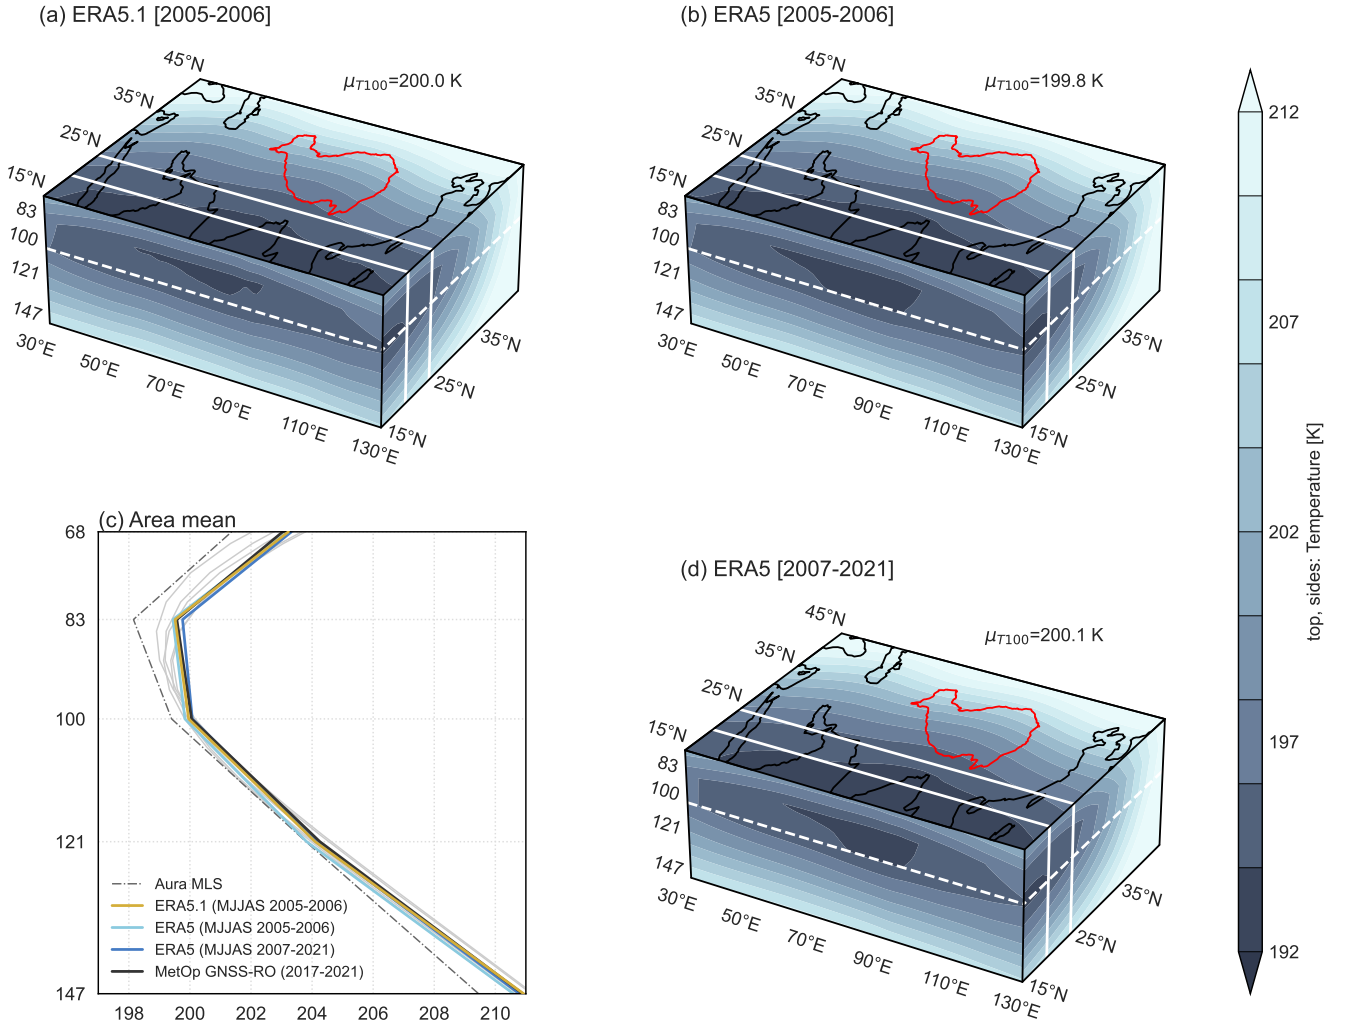 (a) ERA5.1 [2005-2006]
μT100=200.0 K
45°N
35°N
25°N
15°N
83
100
121
147
30°E
50°E
70°E
90°E
110°E
130°E
15°N
25°N
35°N
(b) ERA5 [2005-2006]
μT100=199.8 K
45°N
35°N
25°N
15°N
83
100
121
147
30°E
50°E
70°E
90°E
110°E
130°E
15°N
25°N
35°N
212
207
202
197
192
top, sides: Temperature [K]
(c) Area mean
68
83
100
121
147
198
200
202
204
206
208
210
Aura MLS
ERA5.1 (MJJAS 2005-2006)
ERA5 (MJJAS 2005-2006)
ERA5 (MJJAS 2007-2021)
MetOp GNSS-RO (2017-2021)
(d) ERA5 [2007-2021]
μT100=200.1 K
45°N
35°N
25°N
15°N
83
100
121
147
30°E
50°E
70°E
90°E
110°E
130°E
15°N
25°N
35°N